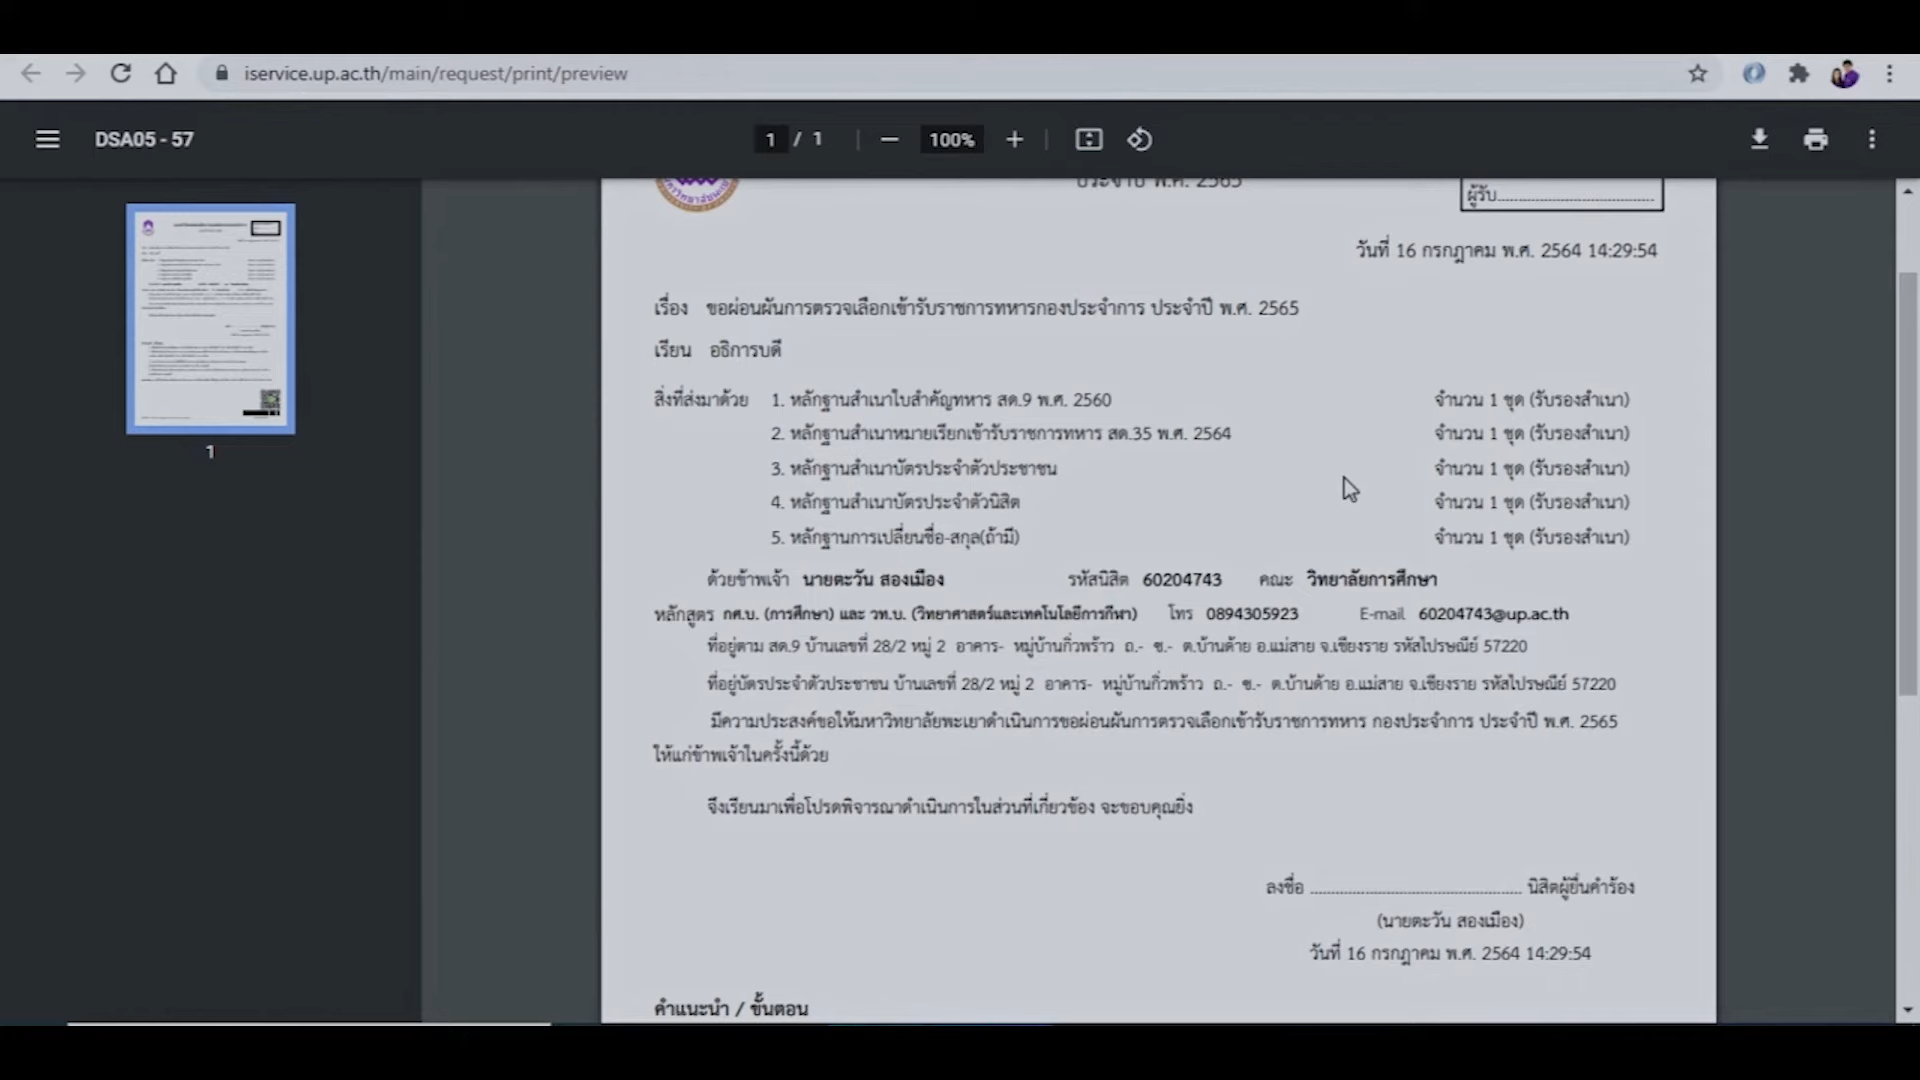 iservice.up.ac.th/main/request/print/preview
DSA05 - 57
1 / 1
100%
1
ประจำปี พ.ศ. 2565
ผู้รับ
วันที่ 16 กรกฎาคม พ.ศ. 2564 14:29:54
เรื่อง ขอผ่อนผันการตรวจเลือกเข้ารับราชการทหารกองประจำการ ประจำปี พ.ศ. 2565
เรียน อธิการบดี
สิ่งที่ส่งมาด้วย 1. หลักฐานสำเนาใบสำคัญทหาร สด.9 พ.ศ. 2560 จำนวน 1 ชุด (รับรองสำเนา)
2. หลักฐานสำเนาหมายเรียกเข้ารับราชการทหาร สด.35 พ.ศ. 2564 จำนวน 1 ชุด (รับรองสำเนา)
3. หลักฐานสำเนาบัตรประจำตัวประชาชน จำนวน 1 ชุด (รับรองสำเนา)
4. หลักฐานสำเนาบัตรประจำตัวนิสิต จำนวน 1 ชุด (รับรองสำเนา)
5. หลักฐานการเปลี่ยนชื่อ-สกุล(ถ้ามี) จำนวน 1 ชุด (รับรองสำเนา)
ด้วยข้าพเจ้า นายตะวัน สองเมือง รหัสนิสิต 60204743 คณะ วิทยาลัยการศึกษา
หลักสูตร กศ.บ. (การศึกษา) และ วท.บ. (วิทยาศาสตร์และเทคโนโลยีการกีฬา) โทร 0894305923 E-mail 60204743@up.ac.th
ที่อยู่ตาม สด.9 บ้านเลขที่ 28/2 หมู่ 2 อาคาร- หมู่บ้านกิ่วพร้าว ถ.- ซ.- ต.บ้านด้าย อ.แม่สาย จ.เชียงราย รหัสไปรษณีย์ 57220
ที่อยู่บัตรประจำตัวประชาชน บ้านเลขที่ 28/2 หมู่ 2 อาคาร- หมู่บ้านกิ่วพร้าว ถ.- ซ.- ต.บ้านด้าย อ.แม่สาย จ.เชียงราย รหัสไปรษณีย์ 57220
มีความประสงค์ขอให้มหาวิทยาลัยพะเยาดำเนินการขอผ่อนผันการตรวจเลือกเข้ารับราชการทหาร กองประจำการ ประจำปี พ.ศ. 2565
ให้แก่ข้าพเจ้าในครั้งนี้ด้วย
จึงเรียนมาเพื่อโปรดพิจารณาดำเนินการในส่วนที่เกี่ยวข้อง จะขอบคุณยิ่ง
ลงชื่อ ........................................ นิสิตผู้ยื่นคำร้อง
(นายตะวัน สองเมือง)
วันที่ 16 กรกฎาคม พ.ศ. 2564 14:29:54
คำแนะนำ / ขั้นตอน